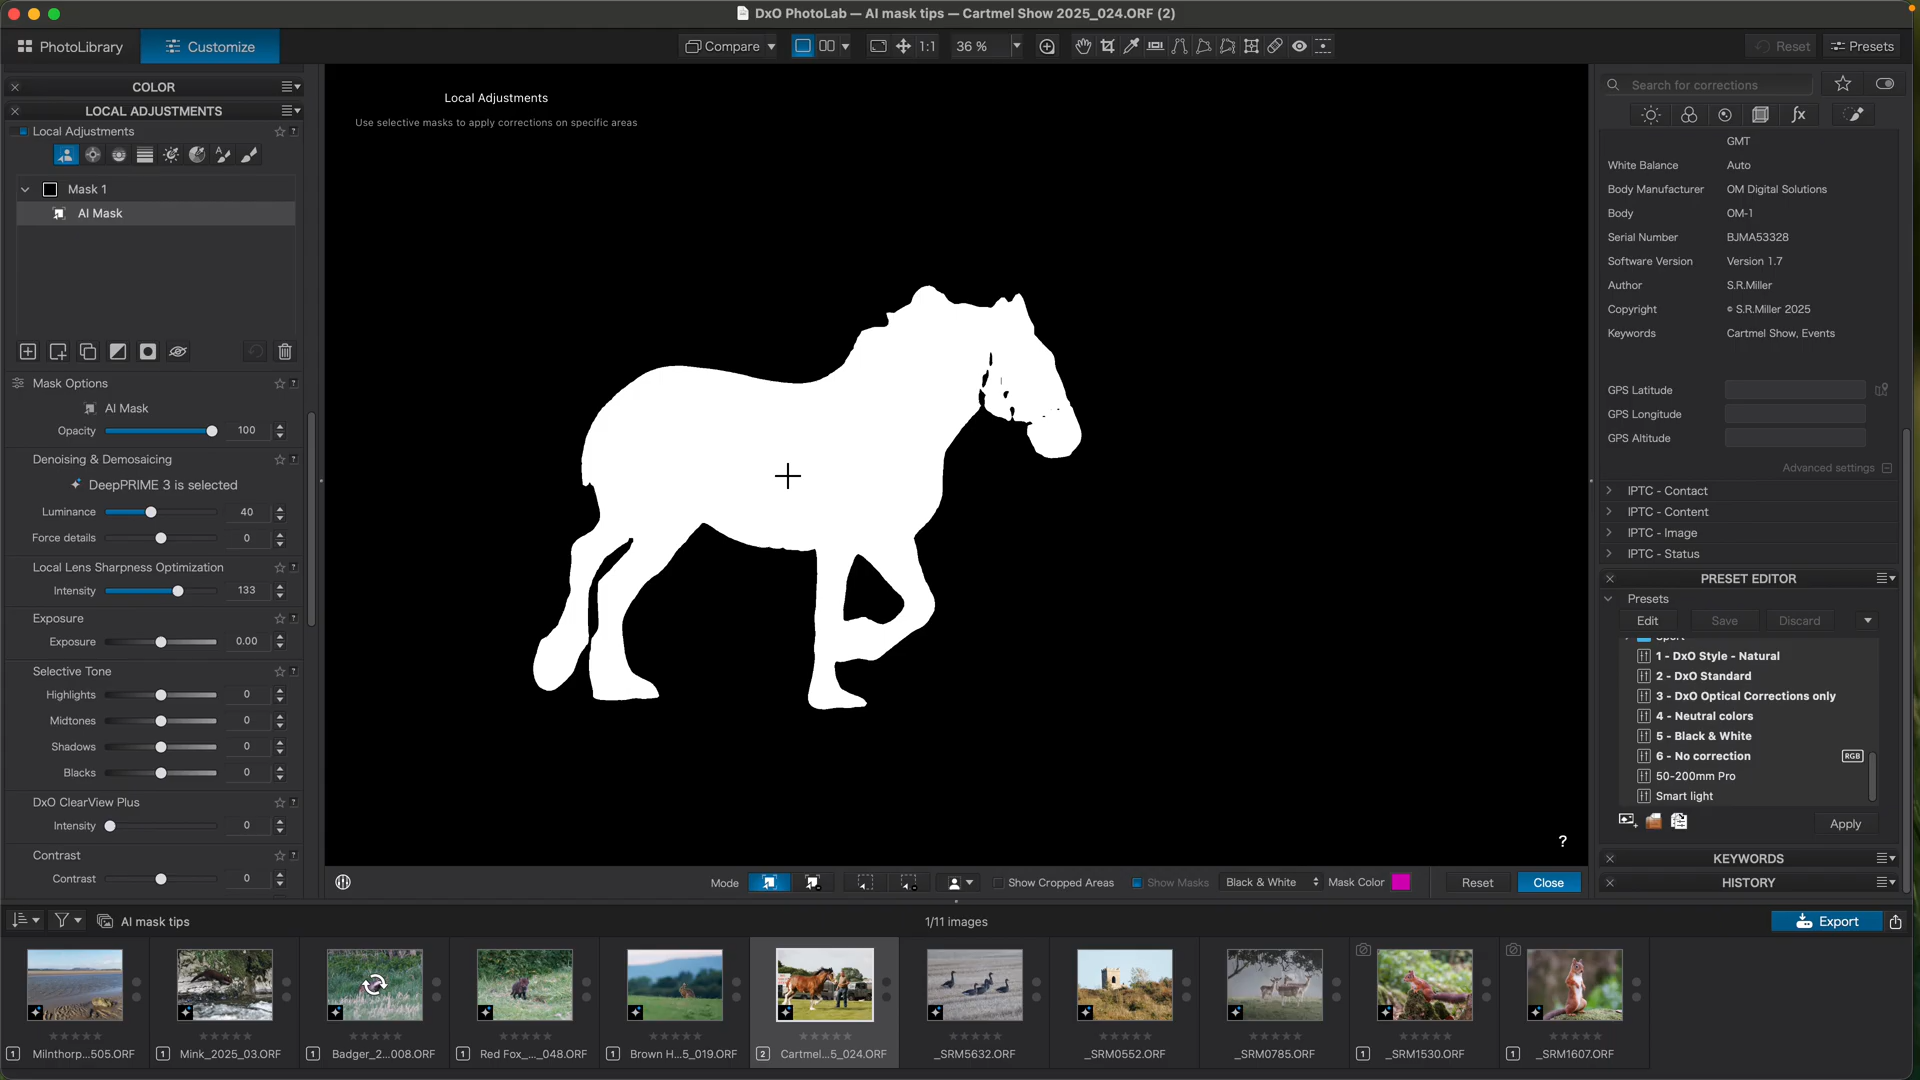 DxO PhotoLab — AI mask tips — Cartmel Show 2025_024.ORF (2)
PhotoLibrary
Customize
Compare
1:1
36 %
Reset
Presets
COLOR
LOCAL ADJUSTMENTS
Local Adjustments
Mask 1
AI Mask
Mask Options
AI Mask
Opacity 100
Denoising & Demosaicing
DeepPRIME 3 is selected
Luminance 40
Force details 0
Local Lens Sharpness Optimization
Intensity 133
Exposure
Exposure 0.00
Selective Tone
Highlights 0
Midtones 0
Shadows 0
Blacks 0
DxO ClearView Plus
Intensity 0
Contrast
Contrast 0
Local Adjustments
Use selective masks to apply corrections on specific areas
?
Mode
Show Cropped Areas
Show Masks
Black & White
Mask Color
Reset
Close
Search for corrections
fx
GMT
White Balance Auto
Body Manufacturer OM Digital Solutions
Body OM-1
Serial Number BJMA53328
Software Version Version 1.7
Author S.R.Miller
Copyright © S.R.Miller 2025
Keywords Cartmel Show, Events
GPS Latitude
GPS Longitude
GPS Altitude
Advanced settings
IPTC - Contact
IPTC - Content
IPTC - Image
IPTC - Status
PRESET EDITOR
Presets
Edit Save Discard
Sport
1 - DxO Style - Natural
2 - DxO Standard
3 - DxO Optical Corrections only
4 - Neutral colors
5 - Black & White
6 - No correction RGB
50-200mm Pro
Smart light
Apply
KEYWORDS
HISTORY
AI mask tips
1/11 images
Export
1 Milnthorp...505.ORF
1 Mink_2025_03.ORF
1 Badger_2...008.ORF
1 Red Fox_..._048.ORF
1 Brown H...5_019.ORF
2 Cartmel...5_024.ORF
_SRM5632.ORF
_SRM0552.ORF
_SRM0785.ORF
1 _SRM1530.ORF
1 _SRM1607.ORF